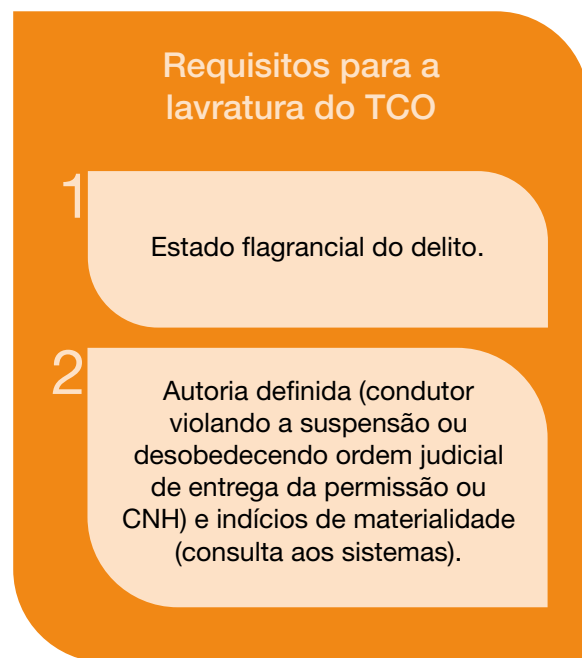 Requisitos para a
lavratura do TCO
1
Estado flagrancial do delito.
2
Autoria definida (condutor
violando a suspensão ou
desobedecendo ordem judicial
de entrega da permissão ou
CNH) e indícios de materialidade
(consulta aos sistemas).